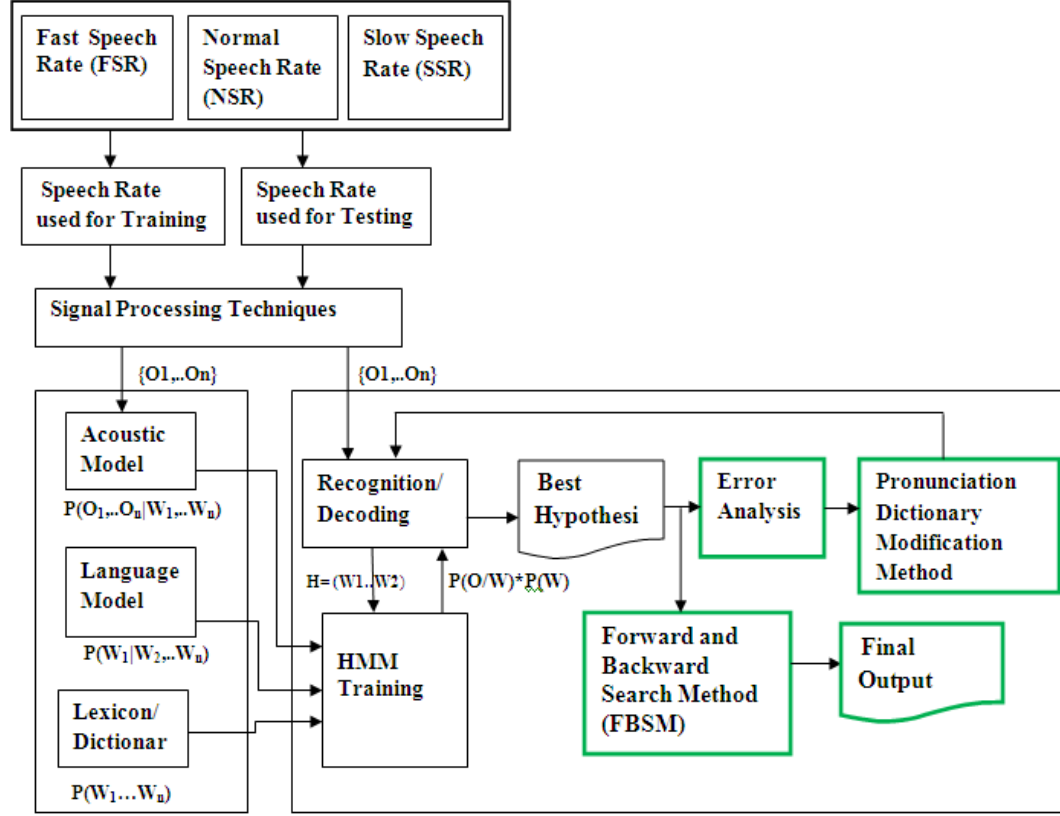 Fast Speech
Rate (FSR)
Normal
Speech Rate
(NSR)
Slow Speech
Rate (SSR)
Speech Rate
used for Training
Speech Rate
used for Testing
Signal Processing Techniques
{O1,..On}
{O1,..On}
Acoustic
Model
P(O₁,..Oₙ|W₁,..Wₙ)
Language
Model
P(W₁|W₂,..Wₙ)
Lexicon/
Dictionar
P(W₁…Wₙ)
Recognition/
Decoding
H= (W1..W2)
P(O/W)*P(W)
HMM
Training
Best
Hypothesi
Error
Analysis
Pronunciation
Dictionary
Modification
Method
Forward and
Backward
Search Method
(FBSM)
Final
Output